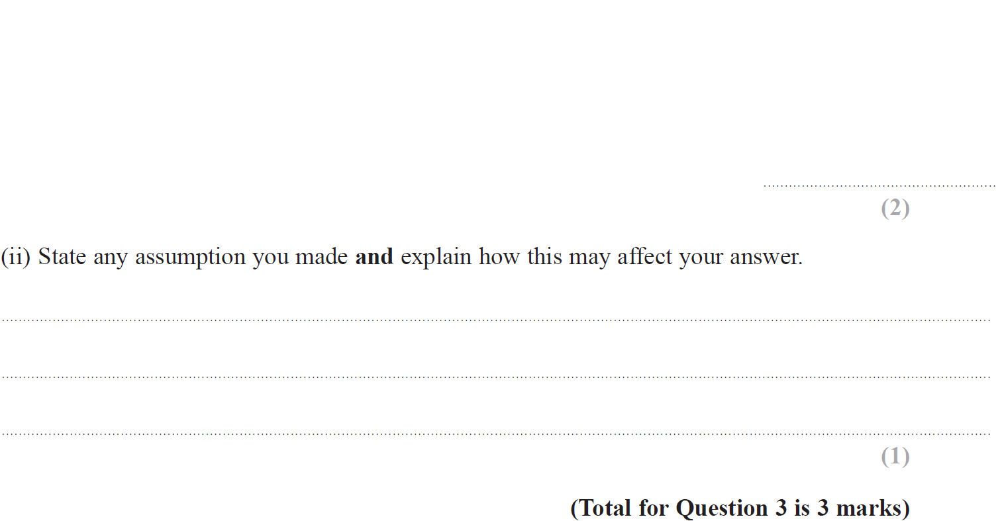 (2)
(ii) State any assumption you made and explain how this may affect your answer.
(1)
(Total for Question 3 is 3 marks)